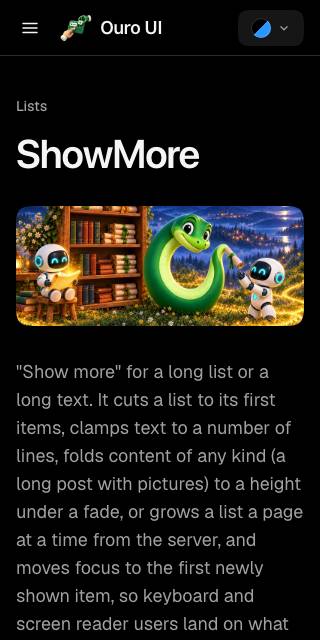 Ouro UI
Lists
ShowMore
"Show more" for a long list or a
long text. It cuts a list to its first
items, clamps text to a number of
lines, folds content of any kind (a
long post with pictures) to a height
under a fade, or grows a list a page
at a time from the server, and
moves focus to the first newly
shown item, so keyboard and
screen reader users land on what